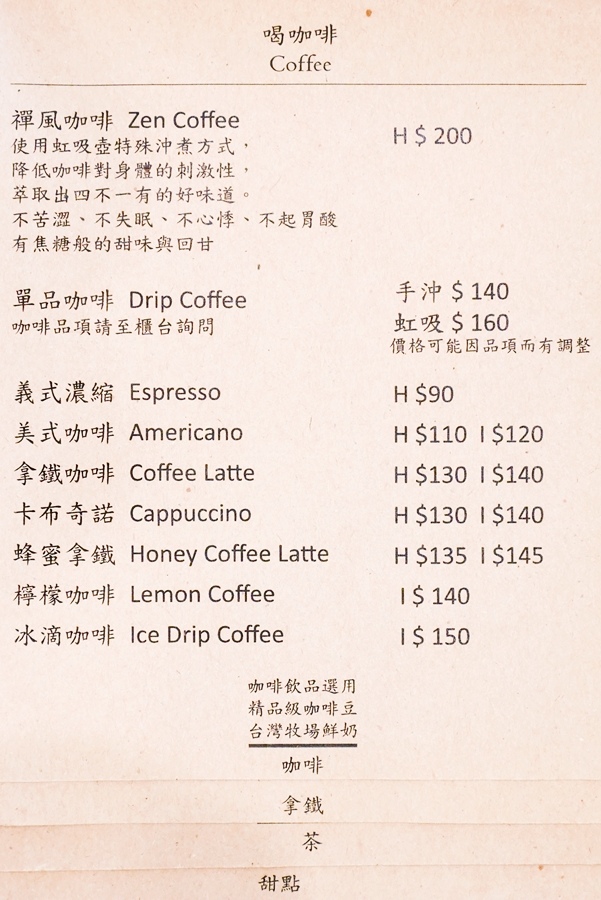 喝咖啡
Coffee
禪風咖啡 Zen Coffee H $ 200
使用虹吸壺特殊沖煮方式，
降低咖啡對身體的刺激性，
萃取出四不一有的好味道。
不苦澀、不失眠、不心悸、不起胃酸
有焦糖般的甜味與回甘
單品咖啡 Drip Coffee 手沖 $ 140
咖啡品項請至櫃台詢問 虹吸 $ 160
價格可能因品項而有調整
義式濃縮 Espresso H $90
美式咖啡 Americano H $110 I $120
拿鐵咖啡 Coffee Latte H $130 I $140
卡布奇諾 Cappuccino H $130 I $140
蜂蜜拿鐵 Honey Coffee Latte H $135 I $145
檸檬咖啡 Lemon Coffee I $ 140
冰滴咖啡 Ice Drip Coffee I $ 150
咖啡飲品選用
精品級咖啡豆
台灣牧場鮮奶
咖啡
拿鐵
茶
甜點